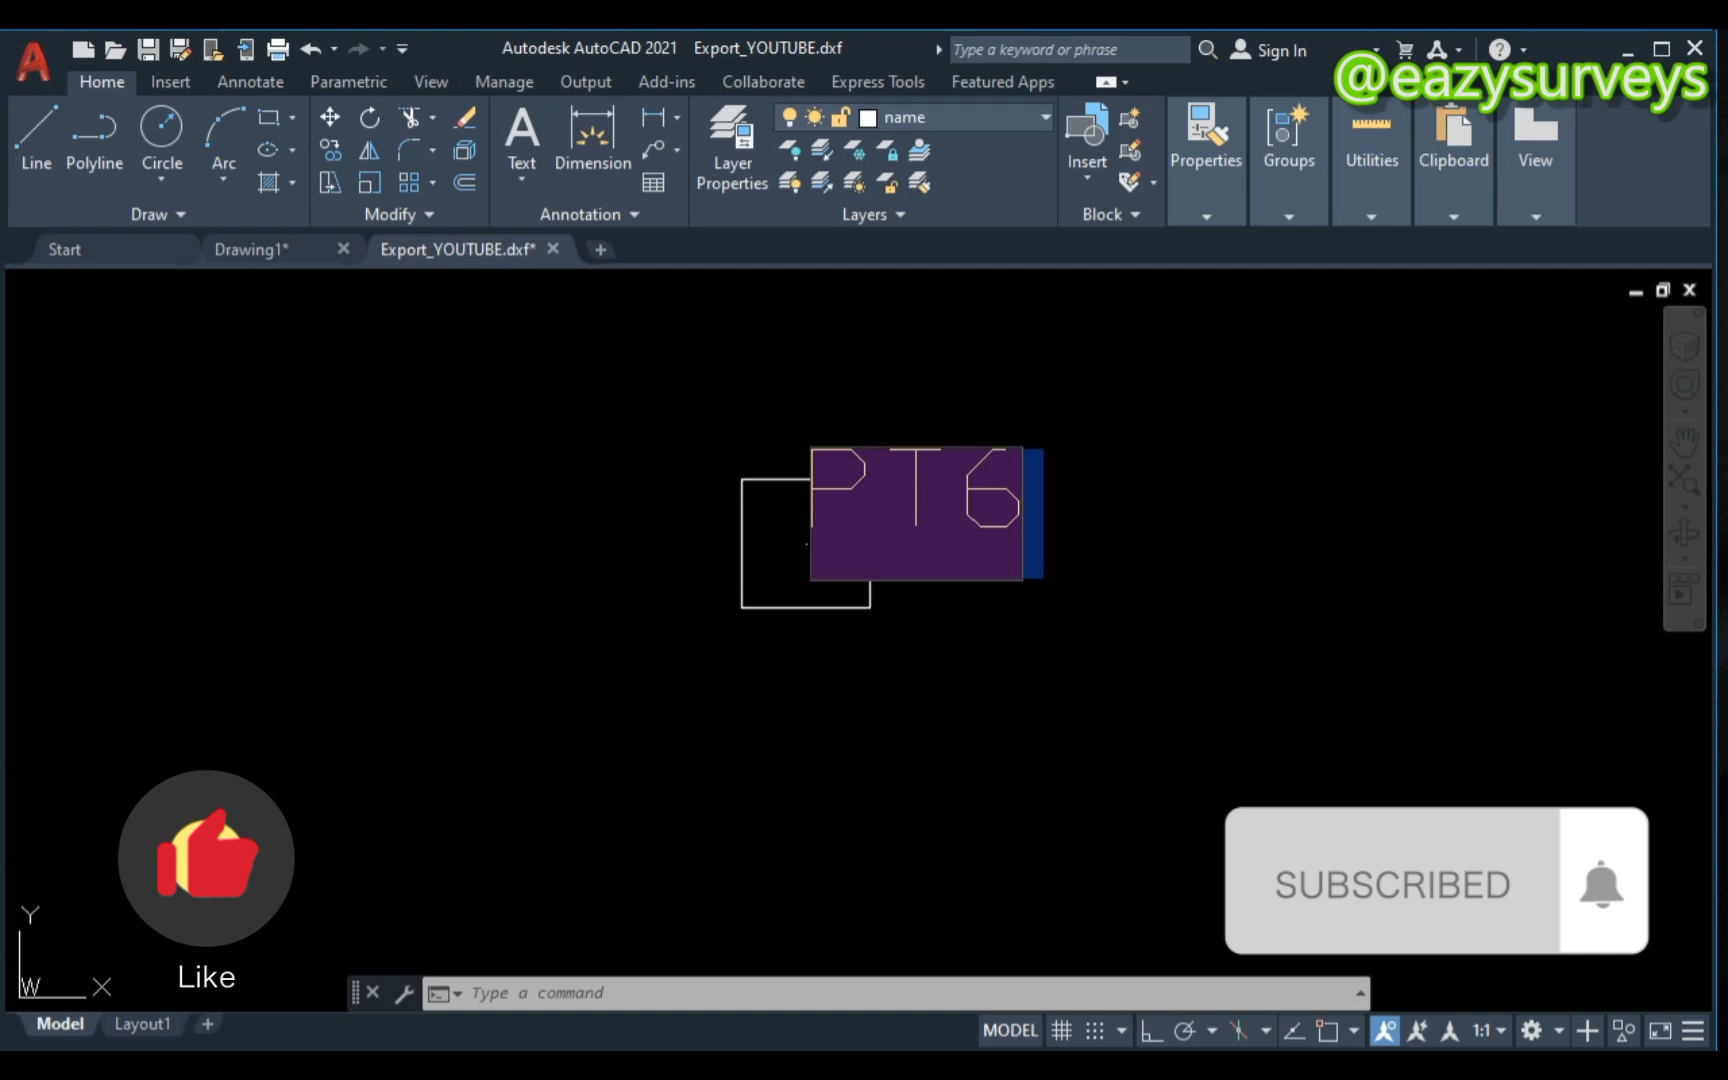 Autodesk AutoCAD 2021 Export_YOUTUBE.dxf
Type a keyword or phrase
Sign In
@eazysurveys
Home Insert Annotate Parametric View Manage Output Add-ins Collaborate Express Tools Featured Apps
name
Line Polyline Circle Arc
Text Dimension
Layer
Properties
Insert
Properties Groups Utilities Clipboard View
Draw Modify Annotation Layers Block
Start Drawing1* Export_YOUTUBE.dxf*
PT6
SUBSCRIBED
Like
Y
W X
Type a command
Model Layout1
MODEL 1:1